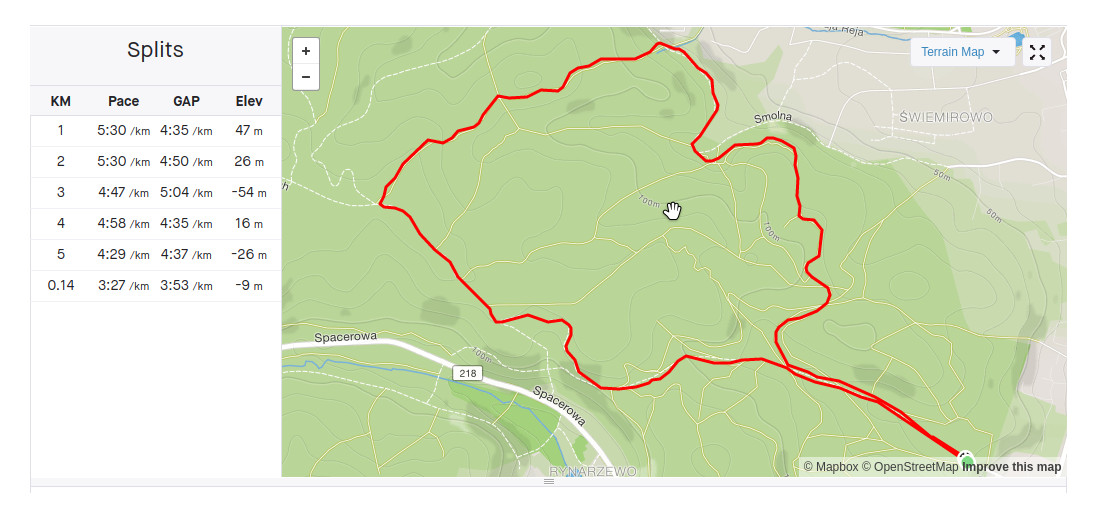 Splits
KM Pace GAP Elev
1 5:30 /km 4:35 /km 47 m
2 5:30 /km 4:50 /km 26 m
3 4:47 /km 5:04 /km -54 m
4 4:58 /km 4:35 /km 16 m
5 4:29 /km 4:37 /km -26 m
0.14 3:27 /km 3:53 /km -9 m
+
−
Reja
Terrain Map
Smolna
ŚWIEMIROWO
50m
50m
100m
100m
h
Spacerowa
100m
218
Spacerowa
RYNARZEWO
© Mapbox © OpenStreetMap Improve this map